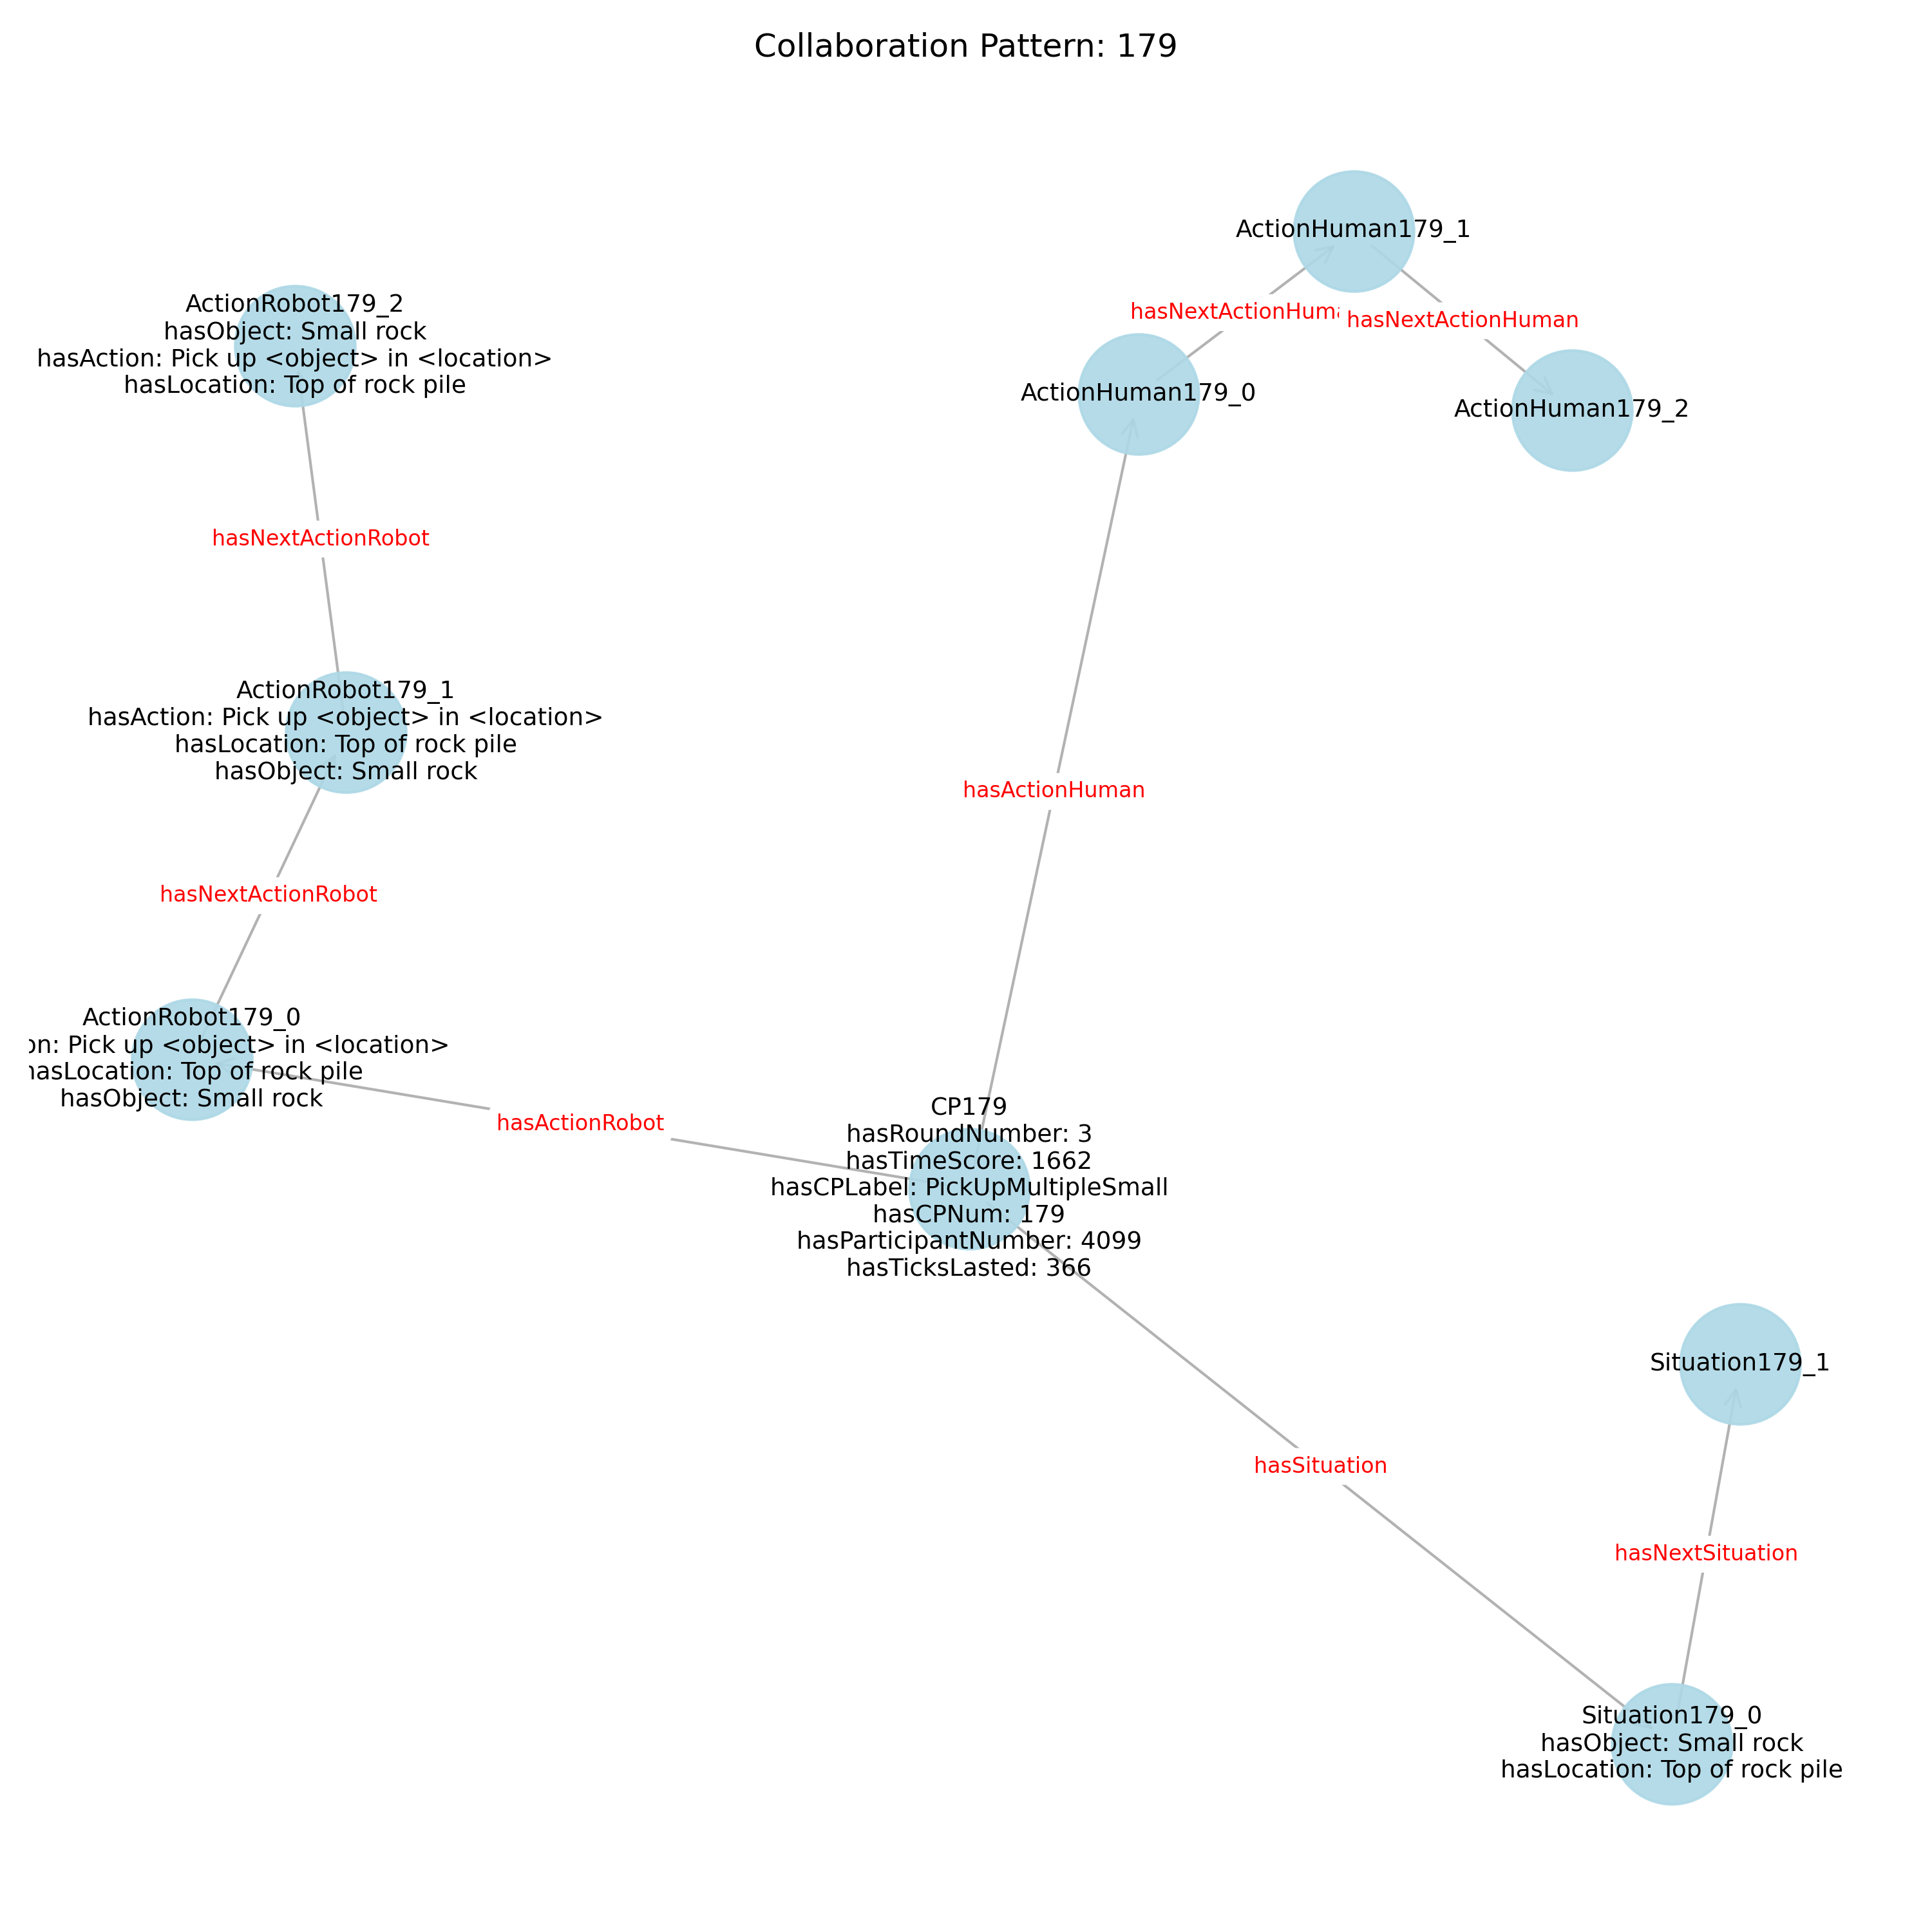 Collaboration Pattern: 179
ActionHuman179_1
hasNextActionHuman
ActionHuman179_0
ActionHuman179_2
ActionRobot179_2
hasObject: Small rock
hasAction: Pick up <object> in <location>
hasLocation: Top of rock pile
hasNextActionRobot
ActionRobot179_1
hasAction: Pick up <object> in <location>
hasLocation: Top of rock pile
hasObject: Small rock
hasActionHuman
hasNextActionRobot
ActionRobot179_0
on: Pick up <object> in <location>
hasLocation: Top of rock pile
hasObject: Small rock
hasActionRobot
CP179
hasRoundNumber: 3
hasTimeScore: 1662
hasCPLabel: PickUpMultipleSmall
hasCPNum: 179
hasParticipantNumber: 4099
hasTicksLasted: 366
Situation179_1
hasSituation
hasNextSituation
Situation179_0
hasObject: Small rock
hasLocation: Top of rock pile